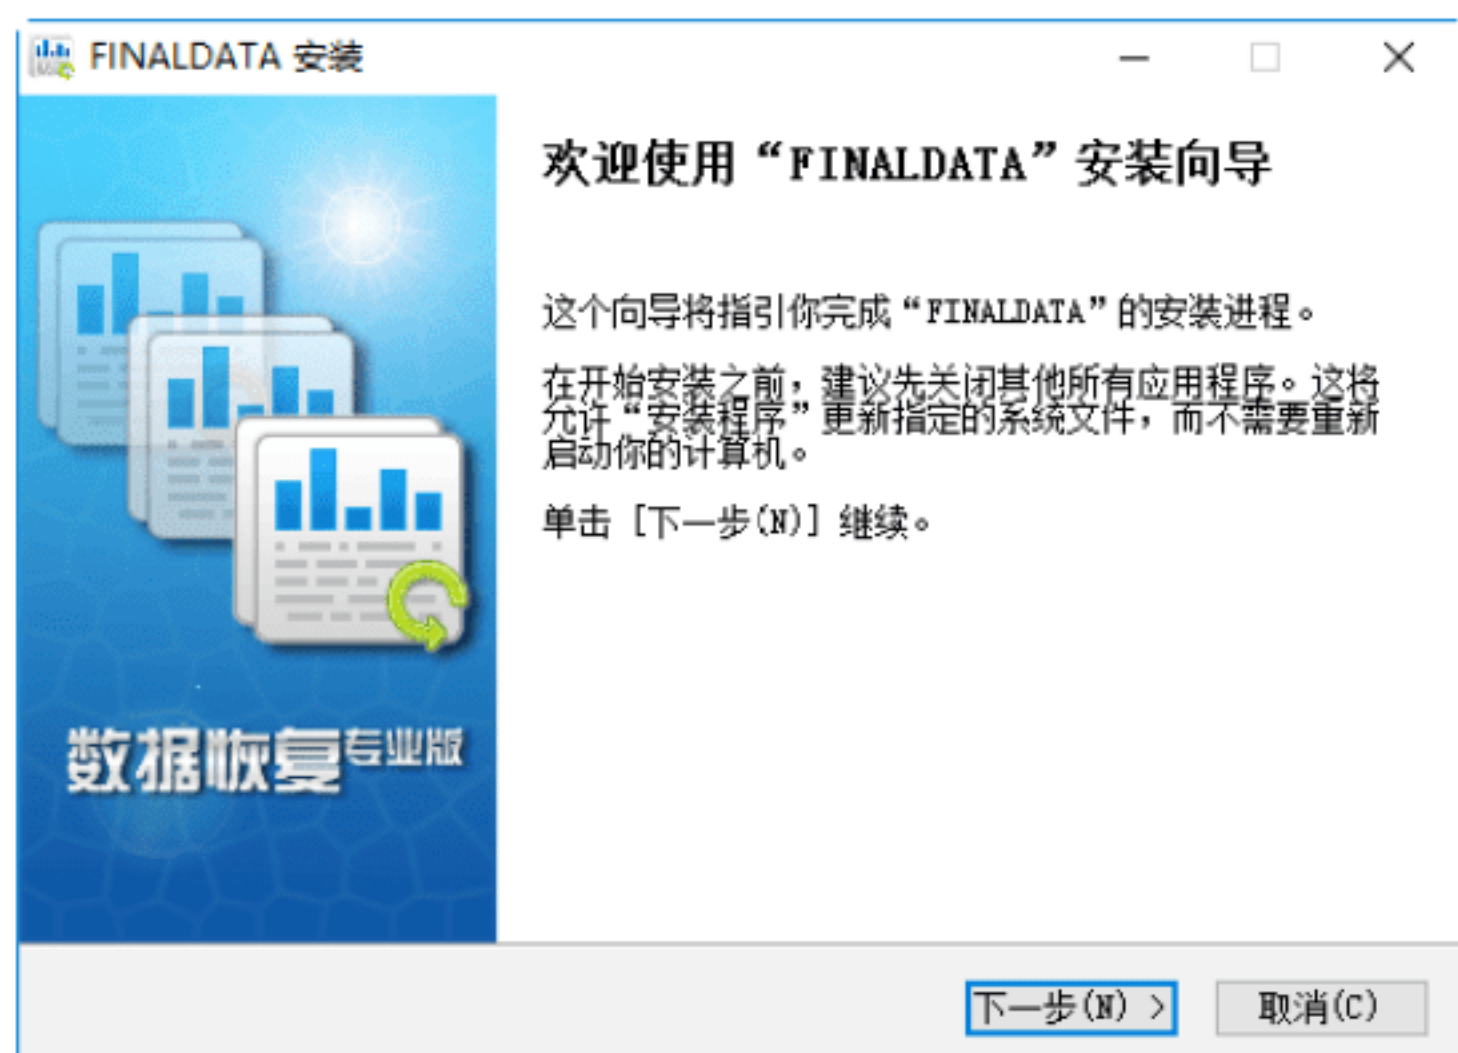 FINALDATA 安装
欢迎使用“FINALDATA”安装向导
这个向导将指引你完成“FINALDATA”的安装进程。
在开始安装之前，建议先关闭其他所有应用程序。这将
允许“安装程序”更新指定的系统文件，而不需要重新
启动你的计算机。
单击 [下一步(N)] 继续。
数据恢复专业版
下一步(N) >
取消(C)